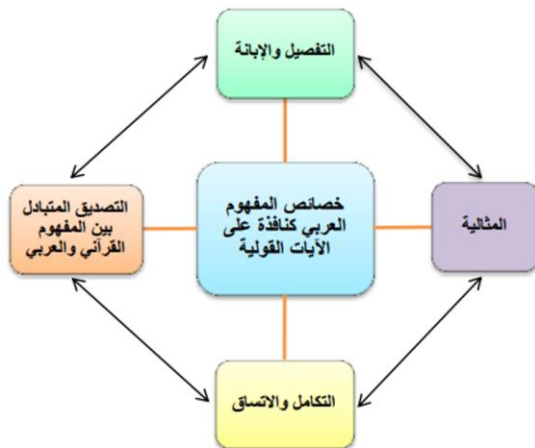 التفصيل والإبانة
التصديق المتبادل
بين المفهوم
القرآني والعربي
خصائص المفهوم
العربي كنافذة على
الآيات القولية
المثالية
التكامل والاتساق